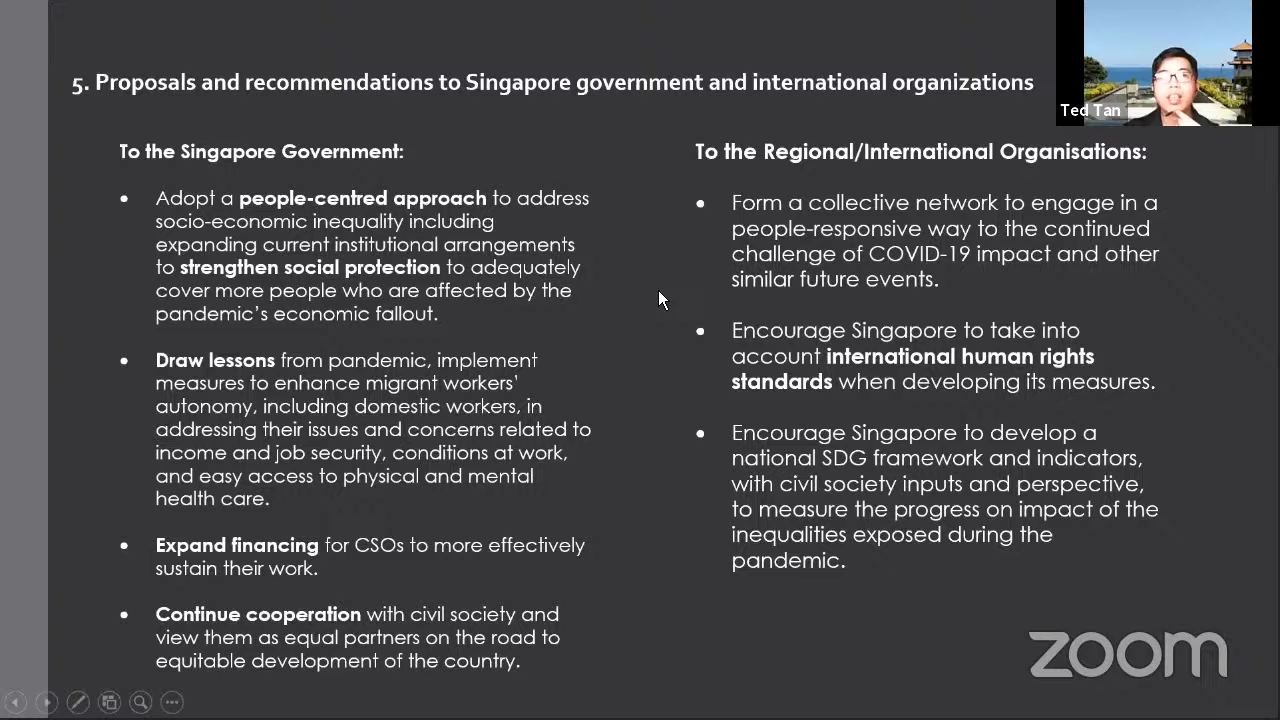 5. Proposals and recommendations to Singapore government and international organizations
Ted Tan
To the Singapore Government:
• Adopt a people-centred approach to address
socio-economic inequality including
expanding current institutional arrangements
to strengthen social protection to adequately
cover more people who are affected by the
pandemic's economic fallout.
• Draw lessons from pandemic, implement
measures to enhance migrant workers'
autonomy, including domestic workers, in
addressing their issues and concerns related to
income and job security, conditions at work,
and easy access to physical and mental
health care.
• Expand financing for CSOs to more effectively
sustain their work.
• Continue cooperation with civil society and
view them as equal partners on the road to
equitable development of the country.
To the Regional/International Organisations:
• Form a collective network to engage in a
people-responsive way to the continued
challenge of COVID-19 impact and other
similar future events.
• Encourage Singapore to take into
account international human rights
standards when developing its measures.
• Encourage Singapore to develop a
national SDG framework and indicators,
with civil society inputs and perspective,
to measure the progress on impact of the
inequalities exposed during the
pandemic.
zoom